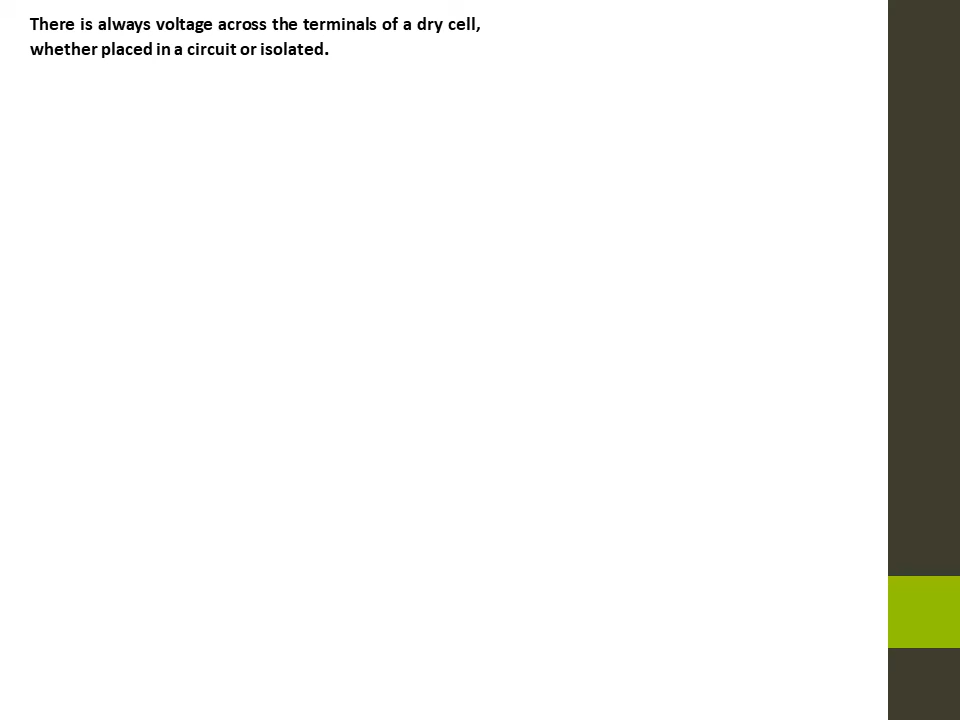 There is always voltage across the terminals of a dry cell,
whether placed in a circuit or isolated.